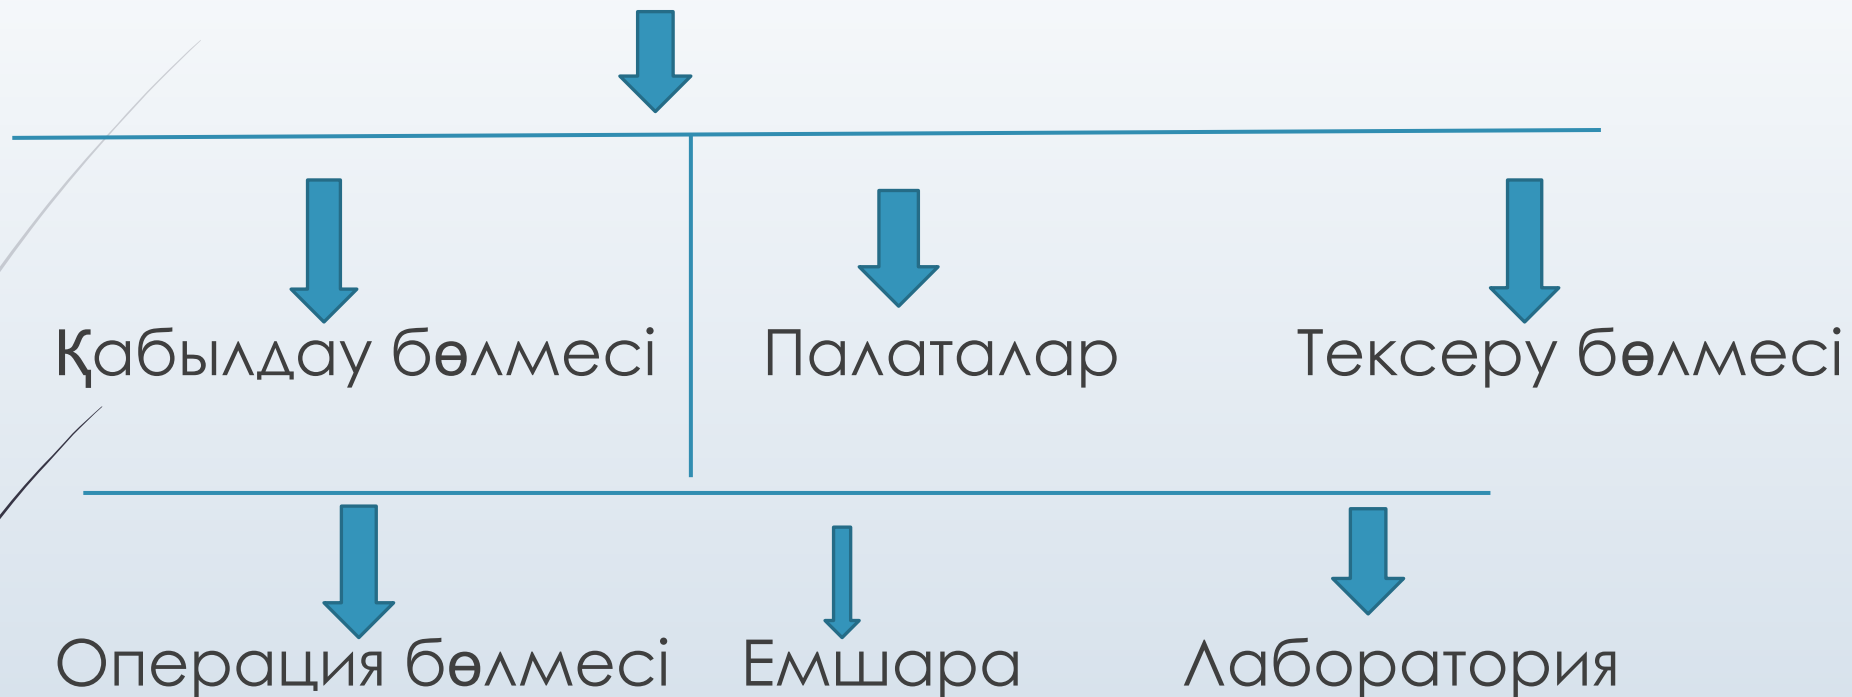 Қабылдау бөлмесі Палаталар Тексеру бөлмесі
Операция бөлмесі Емшара Лаборатория